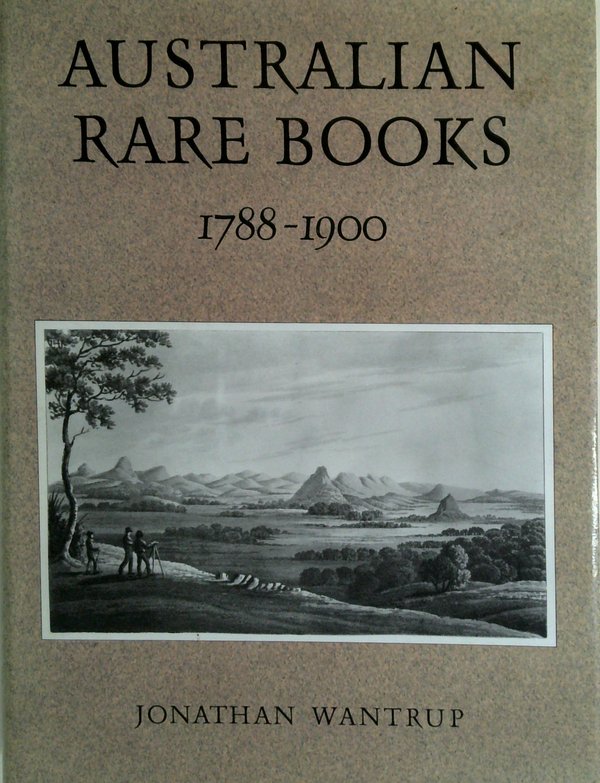 AUSTRALIAN
RARE BOOKS
1788-1900
JONATHAN WANTRUP